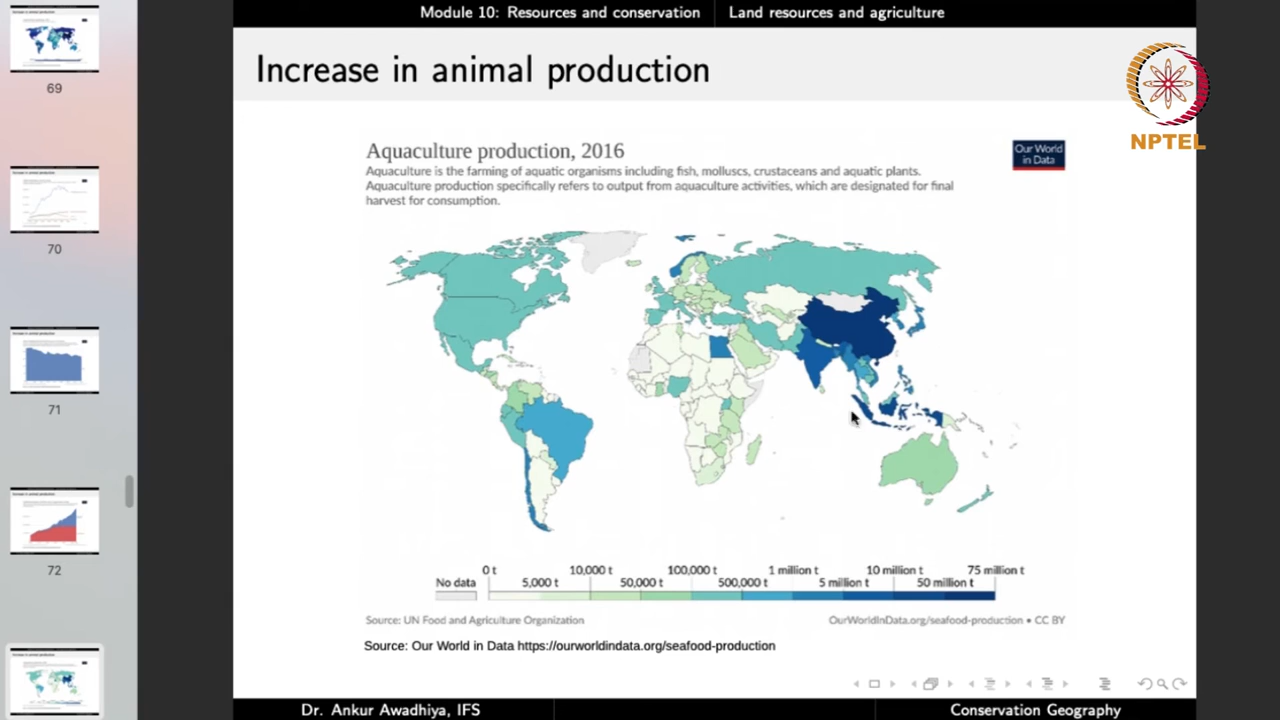 Module 10: Resources and conservation
Land resources and agriculture
Increase in animal production
NPTEL
Aquaculture production, 2016
Our World
in Data
Aquaculture is the farming of aquatic organisms including fish, molluscs, crustaceans and aquatic plants.
Aquaculture production specifically refers to output from aquaculture activities, which are designated for final
harvest for consumption.
No data
0 t
5,000 t
10,000 t
50,000 t
100,000 t
500,000 t
1 million t
5 million t
10 million t
50 million t
75 million t
Source: UN Food and Agriculture Organization
OurWorldInData.org/seafood-production • CC BY
Source: Our World in Data https://ourworldindata.org/seafood-production
Dr. Ankur Awadhiya, IFS
Conservation Geography
69
70
71
72